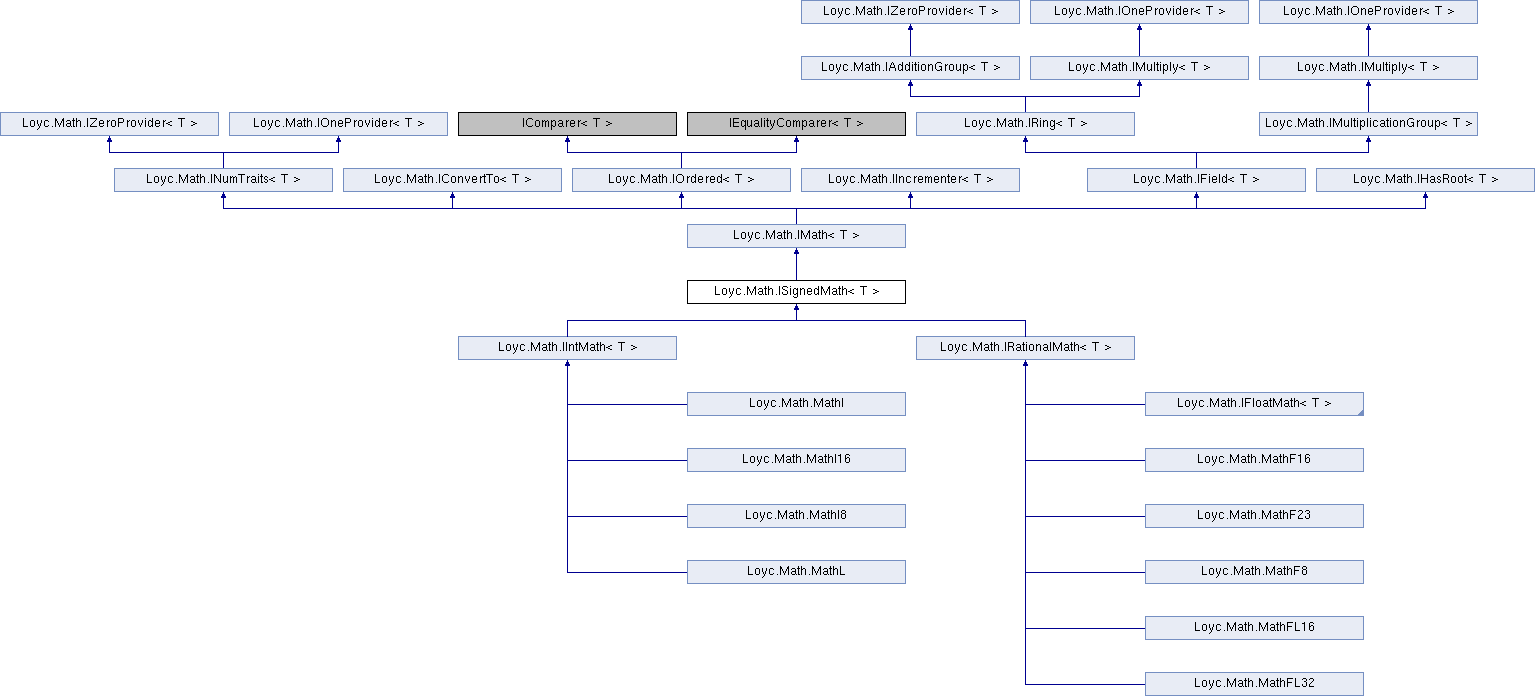 Loyc.Math.IZeroProvider< T >
Loyc.Math.IOneProvider< T >
Loyc.Math.IOneProvider< T >
Loyc.Math.IAdditionGroup< T >
Loyc.Math.IMultiply< T >
Loyc.Math.IMultiply< T >
Loyc.Math.IZeroProvider< T >
Loyc.Math.IOneProvider< T >
IComparer< T >
IEqualityComparer< T >
Loyc.Math.IRing< T >
Loyc.Math.IMultiplicationGroup< T >
Loyc.Math.INumTraits< T >
Loyc.Math.IConvertTo< T >
Loyc.Math.IOrdered< T >
Loyc.Math.IIncrementer< T >
Loyc.Math.IField< T >
Loyc.Math.IHasRoot< T >
Loyc.Math.IMath< T >
Loyc.Math.ISignedMath< T >
Loyc.Math.IIntMath< T >
Loyc.Math.IRationalMath< T >
Loyc.Math.MathI
Loyc.Math.IFloatMath< T >
Loyc.Math.MathI16
Loyc.Math.MathF16
Loyc.Math.MathI8
Loyc.Math.MathF23
Loyc.Math.MathL
Loyc.Math.MathF8
Loyc.Math.MathFL16
Loyc.Math.MathFL32